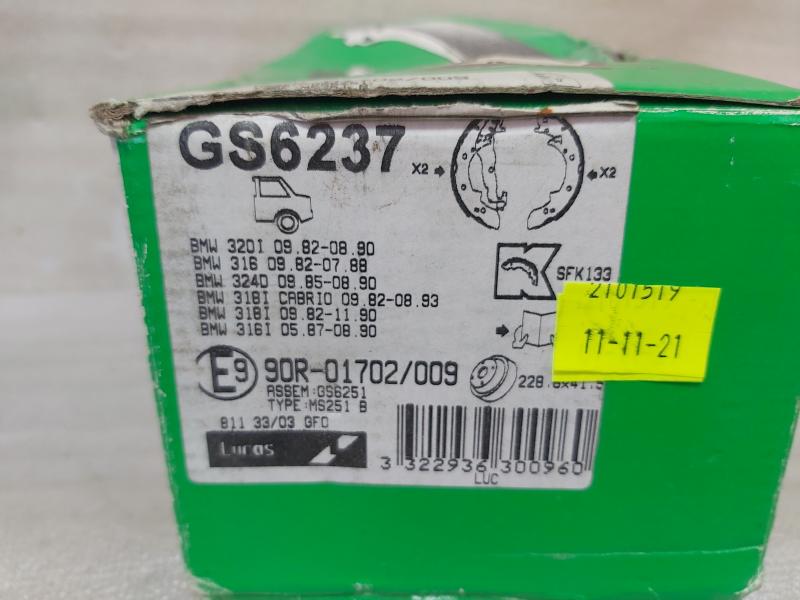 GS6237
X2
X2
BMW 320I 09.82-08.90
BMW 316 09.82-07.88
BMW 324D 09.85-08.90
BMW 318I CABRIO 09.82-08.93
BMW 318I 09.82-11.90
BMW 316I 05.87-08.90
K
SFK133
2101519
11-11-21
E9 90R-01702/009
ASSEM:GS6251
TYPE:MS251 B
228.6x41.5
811 33/03 GFD
Lucas
3 322936 300960
LUC